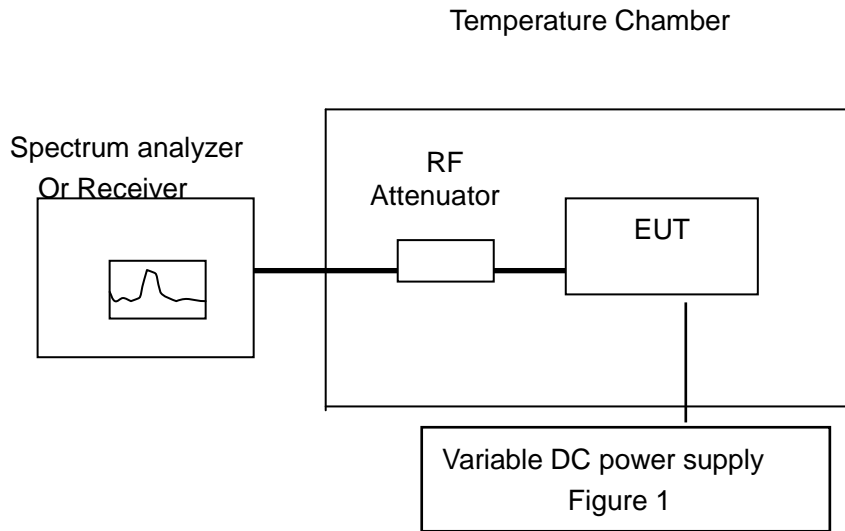 Temperature Chamber
Spectrum analyzer
Or Receiver
RF
Attenuator
EUT
Variable DC power supply
Figure 1